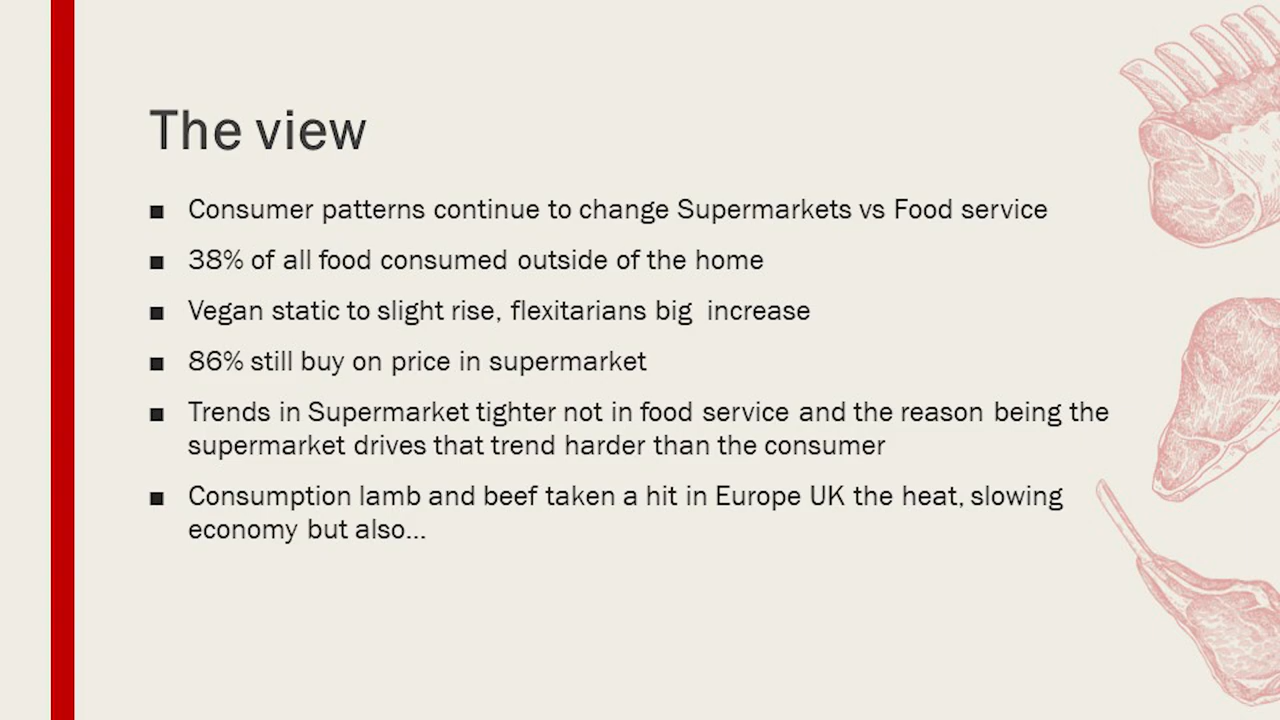 The view
■ Consumer patterns continue to change Supermarkets vs Food service
■ 38% of all food consumed outside of the home
■ Vegan static to slight rise, flexitarians big  increase
■ 86% still buy on price in supermarket
■ Trends in Supermarket tighter not in food service and the reason being the
supermarket drives that trend harder than the consumer
■ Consumption lamb and beef taken a hit in Europe UK the heat, slowing
economy but also...